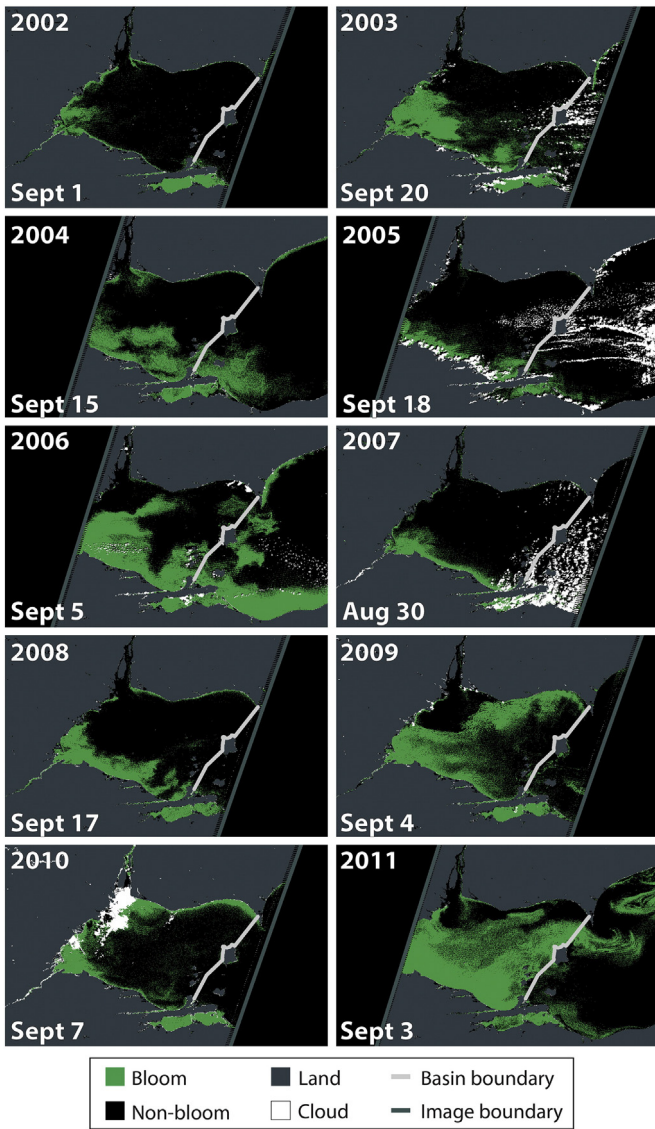 2002
Sept 1
2003
Sept 20
2004
Sept 15
2005
Sept 18
2006
Sept 5
2007
Aug 30
2008
Sept 17
2009
Sept 4
2010
Sept 7
2011
Sept 3
Bloom
Land
Basin boundary
Non-bloom
Cloud
Image boundary